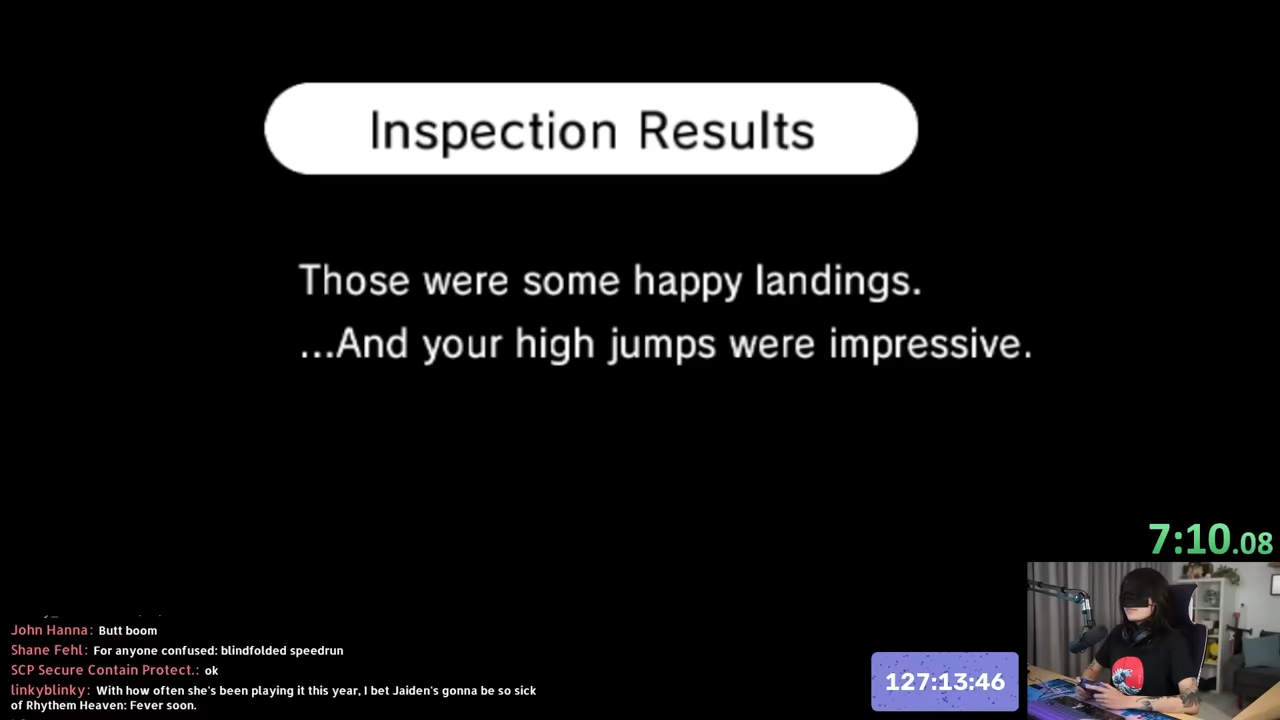 Inspection Results
Those were some happy landings.
...And your high jumps were impressive.
7:10.08
John Hanna: Butt boom
Shane Fehl: For anyone confused: blindfolded speedrun
SCP Secure Contain Protect.: ok
linkyblinky: With how often she's been playing it this year, I bet Jaiden's gonna be so sick
of Rhythem Heaven: Fever soon.
127:13:46